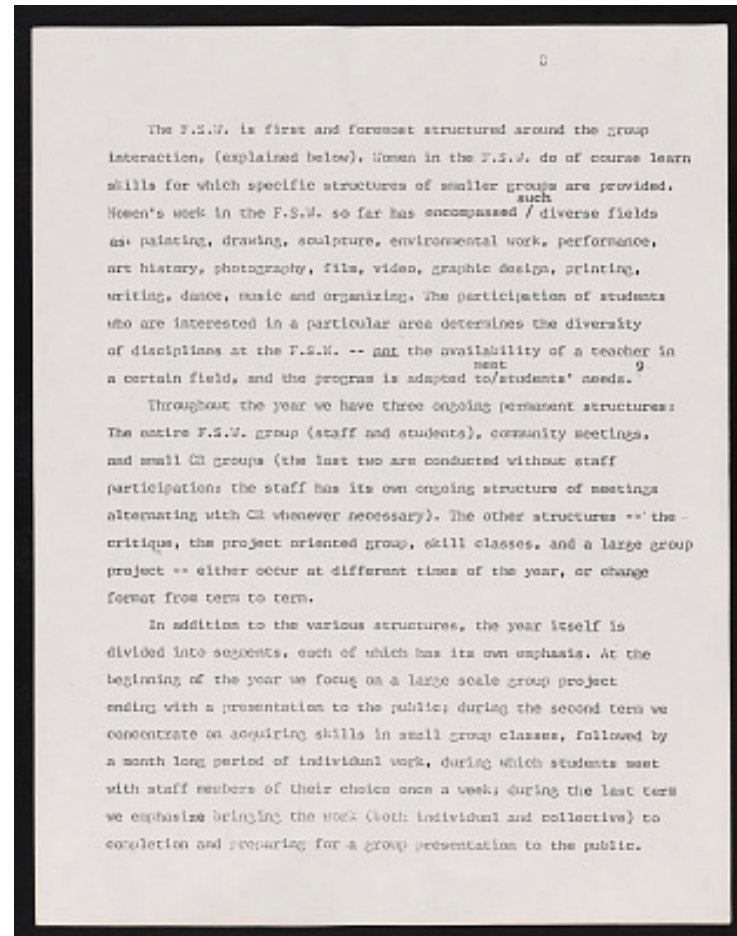 8
The F.S.W. is first and foremost structured around the group
interaction, (explained below). Women in the F.S.W. do of course learn
skills for which specific structures of smaller groups are provided.
such
Women's work in the F.S.W. so far has encompassed / diverse fields
as painting, drawing, sculpture, environmental work, performance,
art history, photography, film, video, graphic design, printing,
writing, dance, music and organizing. The participation of students
who are interested in a particular area determines the diversity
of disciplines at the F.S.W. -- not the availability of a teacher in
meet
a certain field, and the program is adapted to/students' needs.
Throughout the year we have three ongoing permanent structures:
The entire F.S.W. group (staff and students), community meetings,
and small CR groups (the last two are conducted without staff
participation: the staff has its own ongoing structure of meetings
alternating with CR whenever necessary). The other structures -- the
critique, the project oriented group, skill classes, and a large group
project -- either occur at different times of the year, or change
format from term to term.
In addition to the various structures, the year itself is
divided into segments, each of which has its own emphasis. At the
beginning of the year we focus on a large scale group project
ending with a presentation to the public; during the second term we
concentrate on acquiring skills in small group classes, followed by
a month long period of individual work, during which students meet
with staff members of their choice once a week; during the last term
we emphasize bringing the work (both individual and collective) to
completion and preparing for a group presentation to the public.